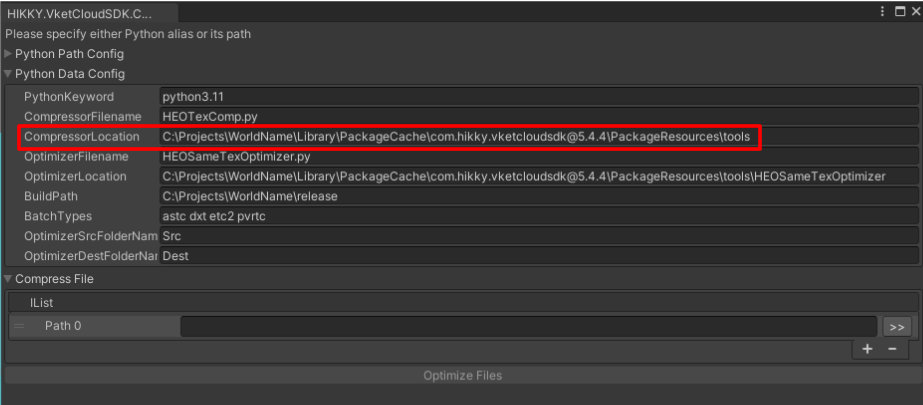 HIKKY.VketCloudSDK.C...
Please specify either Python alias or its path
Python Path Config
Python Data Config
PythonKeyword python3.11
CompressorFilename HEOTexComp.py
CompressorLocation C:\Projects\WorldName\Library\PackageCache\com.hikky.vketcloudsdk@5.4.4\PackageResources\tools
OptimizerFilename HEOSameTexOptimizer.py
OptimizerLocation C:\Projects\WorldName\Library\PackageCache\com.hikky.vketcloudsdk@5.4.4\PackageResources\tools\HEOSameTexOptimizer
BuildPath C:\Projects\WorldName\release
BatchTypes astc dxt etc2 pvrtc
OptimizerSrcFolderNam Src
OptimizerDestFolderNar Dest
Compress File
IList
Path 0 >>
+ -
Optimize Files